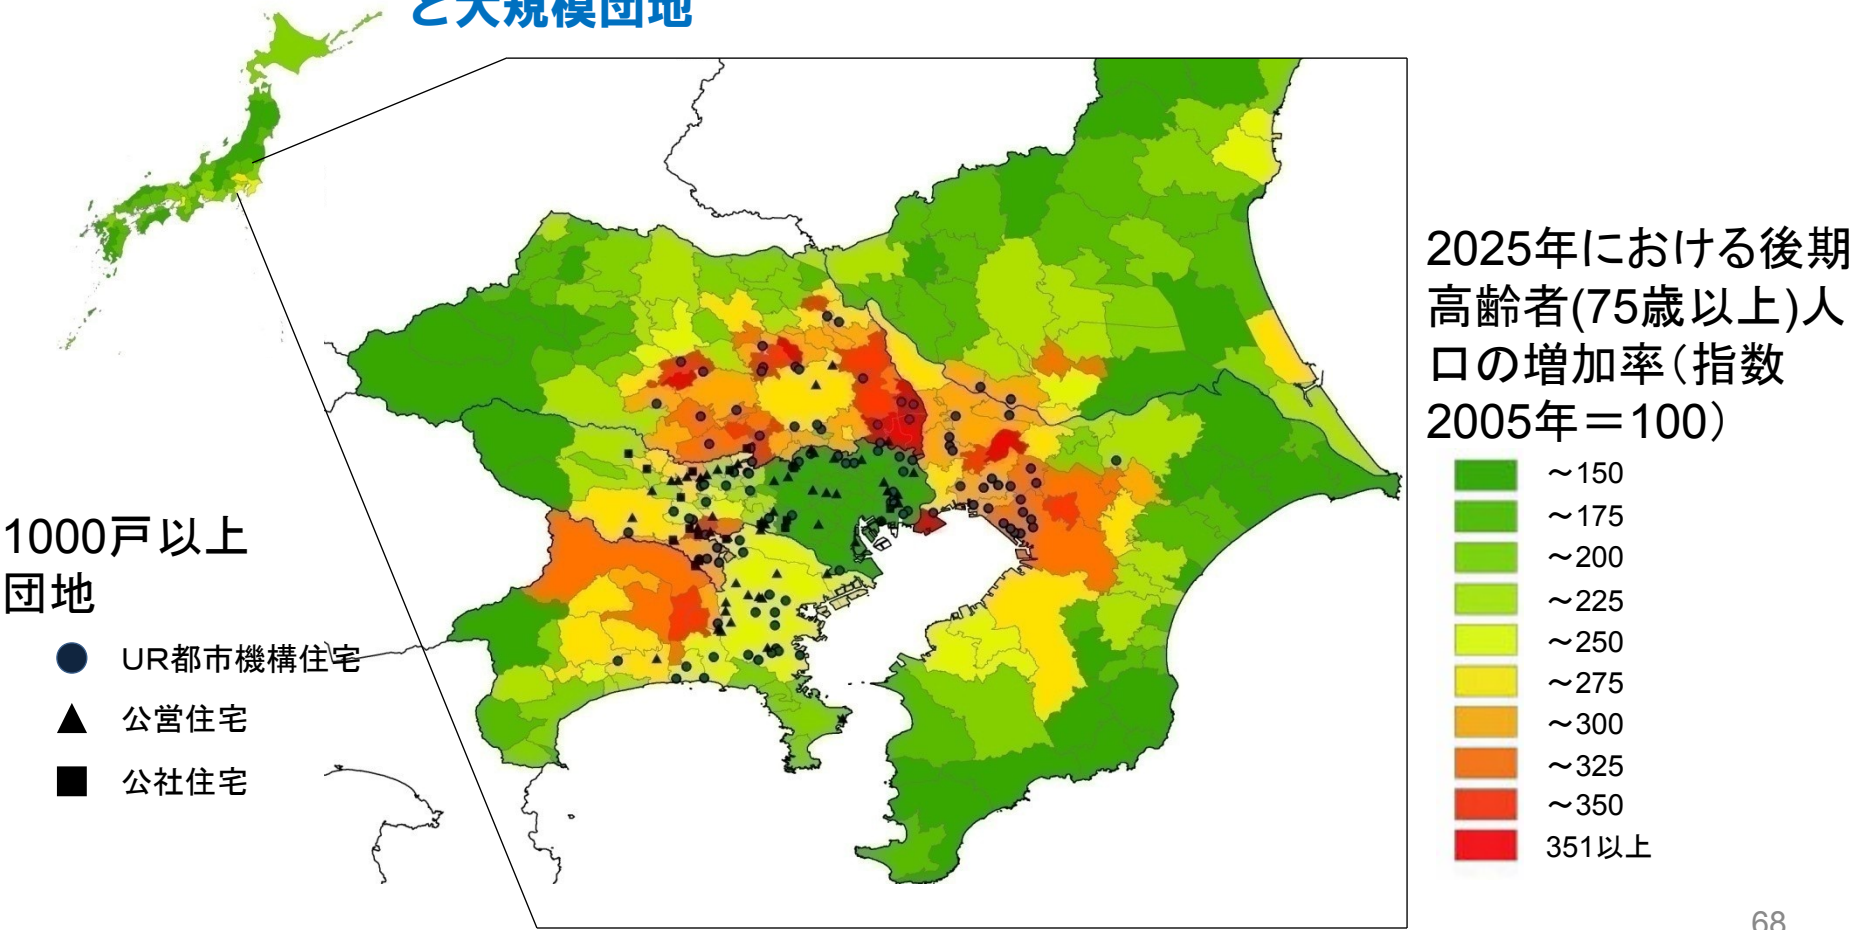 と大規模団地
2025年における後期
高齢者(75歳以上)人
口の増加率（指数
2005年＝100）
～150
～175
～200
～225
～250
～275
～300
～325
～350
351以上
1000戸以上
団地
UR都市機構住宅
公営住宅
公社住宅
68